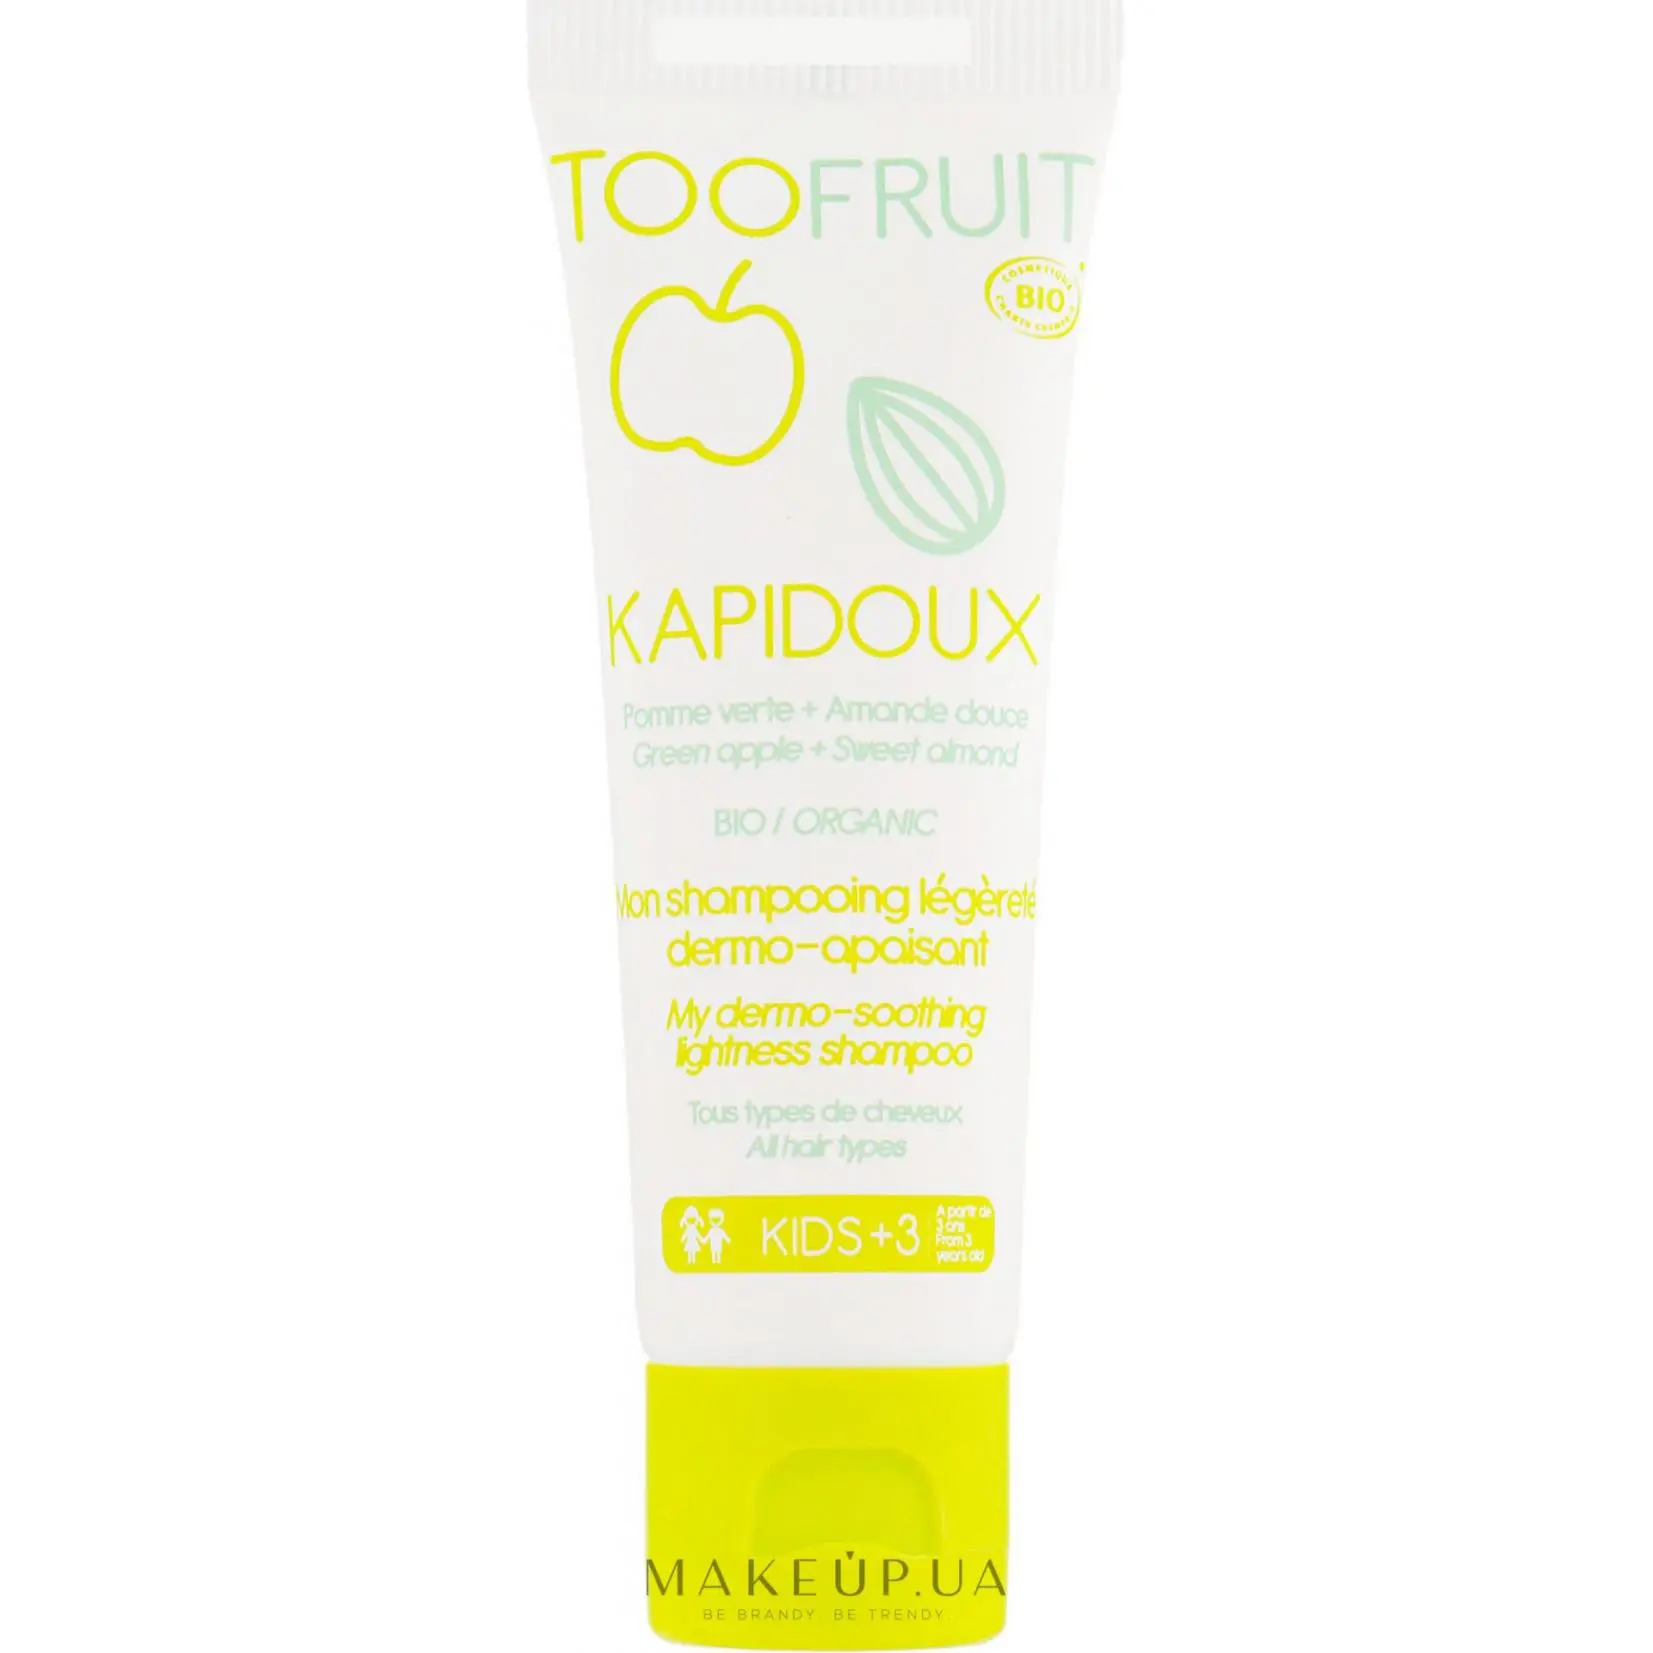 TOOFRUIT
COSMÉTIQUE
BIO
KAPIDOUX
Pomme verte + Amande douce
Green apple + Sweet almond
BIO / ORGANIC
Mon shampooing légèreté
dermo-apaisant
My dermo-soothing
lightness shampoo
Tous types de cheveux
All hair types
KIDS +3
A partir de
3 ans
From 3
years old
MAKEUP.UA
BE BRANDY. BE TRENDY.